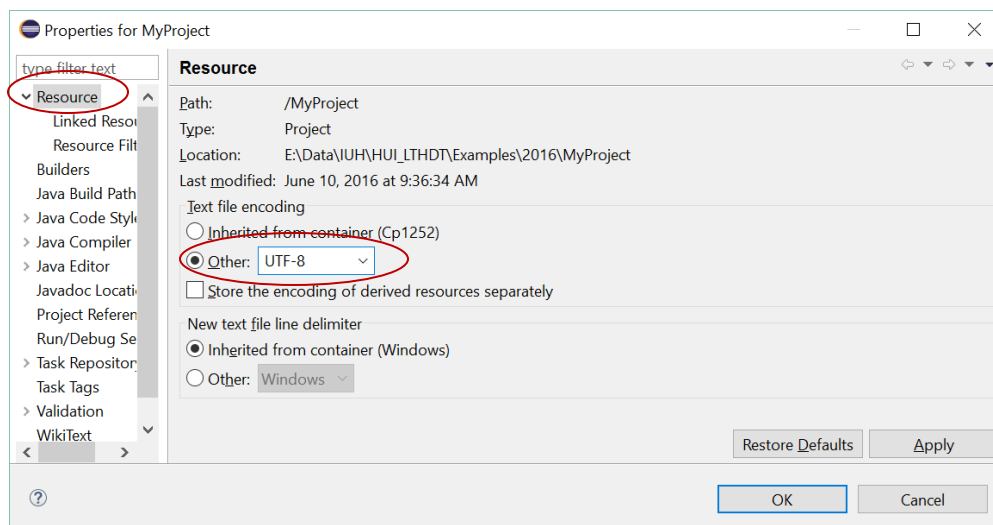 Properties for MyProject
type filter text
Resource
Linked Resou
Resource Filt
Builders
Java Build Path
Java Code Style
Java Compiler
Java Editor
Javadoc Locati
Project Referen
Run/Debug Se
Task Repository
Task Tags
Validation
WikiText
Resource
Path: /MyProject
Type: Project
Location: E:\Data\IUH\HUI_LTHDT\Examples\2016\MyProject
Last modified: June 10, 2016 at 9:36:34 AM
Text file encoding
Inherited from container (Cp1252)
Other: UTF-8
Store the encoding of derived resources separately
New text file line delimiter
Inherited from container (Windows)
Other: Windows
Restore Defaults Apply
OK Cancel